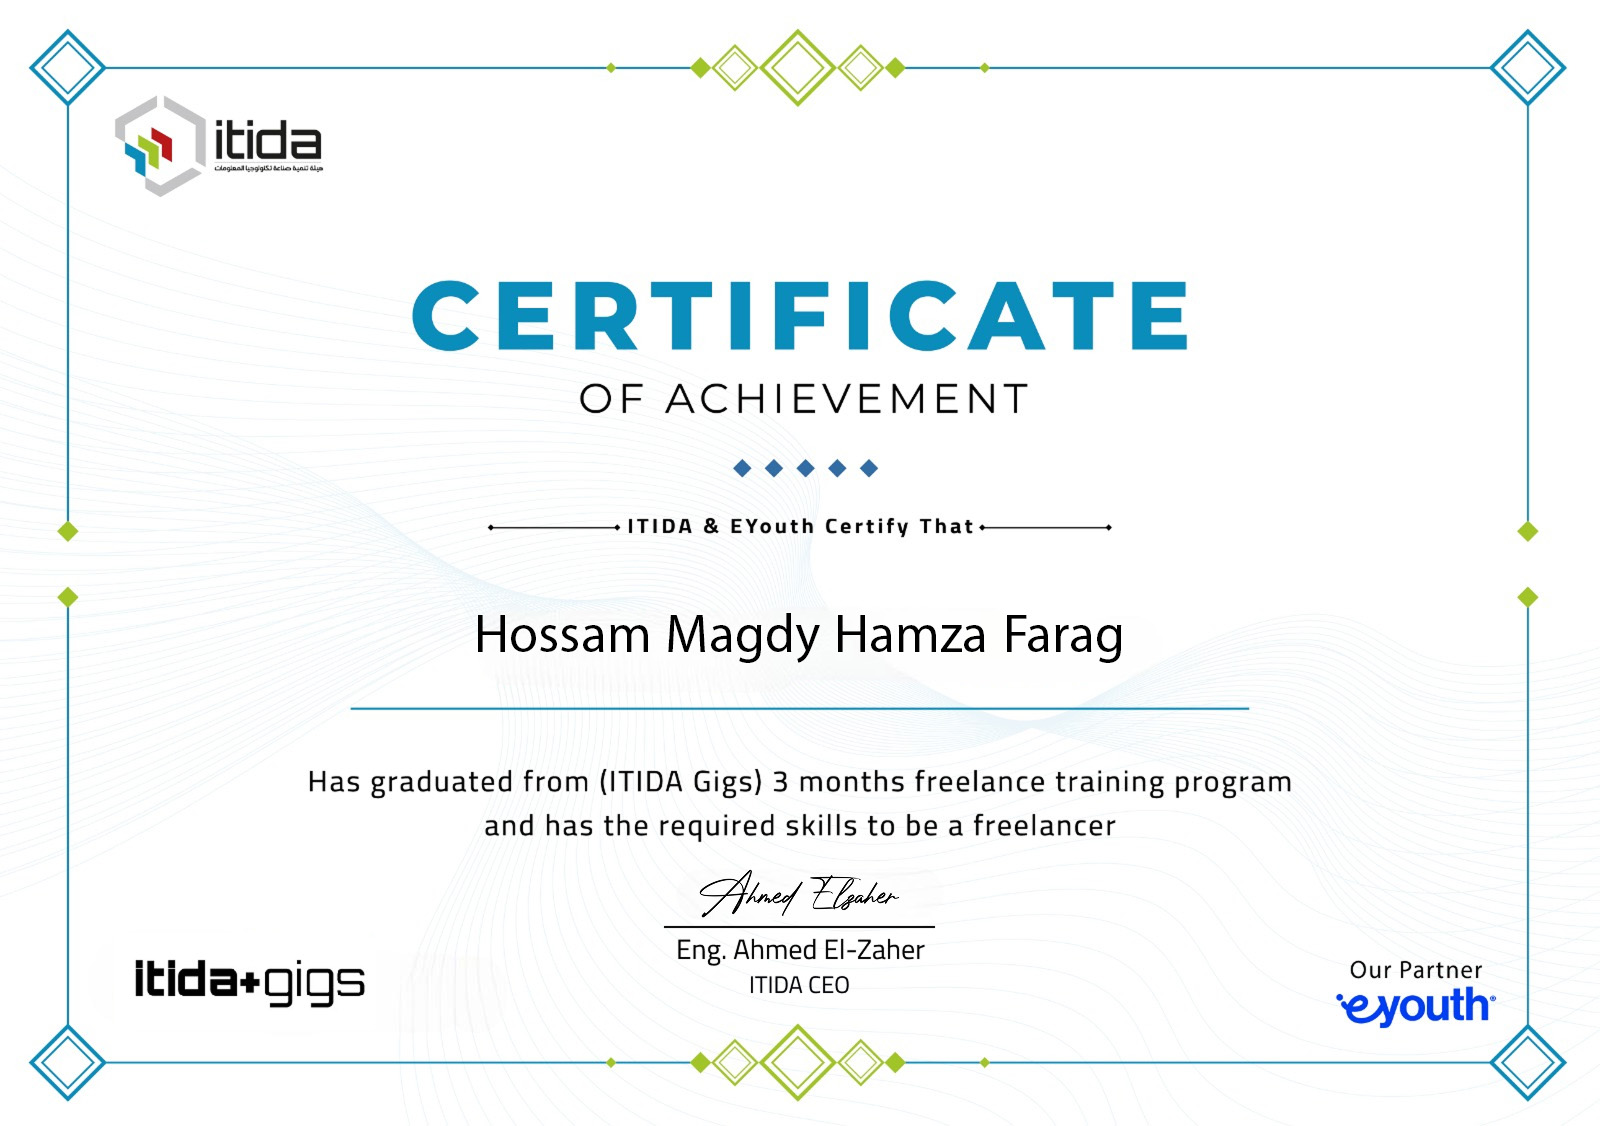 itida
هيئة تنمية صناعة تكنولوجيا المعلومات
CERTIFICATE
OF ACHIEVEMENT
ITIDA & EYouth Certify That
Hossam Magdy Hamza Farag
Has graduated from (ITIDA Gigs) 3 months freelance training program
and has the required skills to be a freelancer
Ahmed Elzaher
Eng. Ahmed El-Zaher
ITIDA CEO
itida+gigs
Our Partner
eyouth